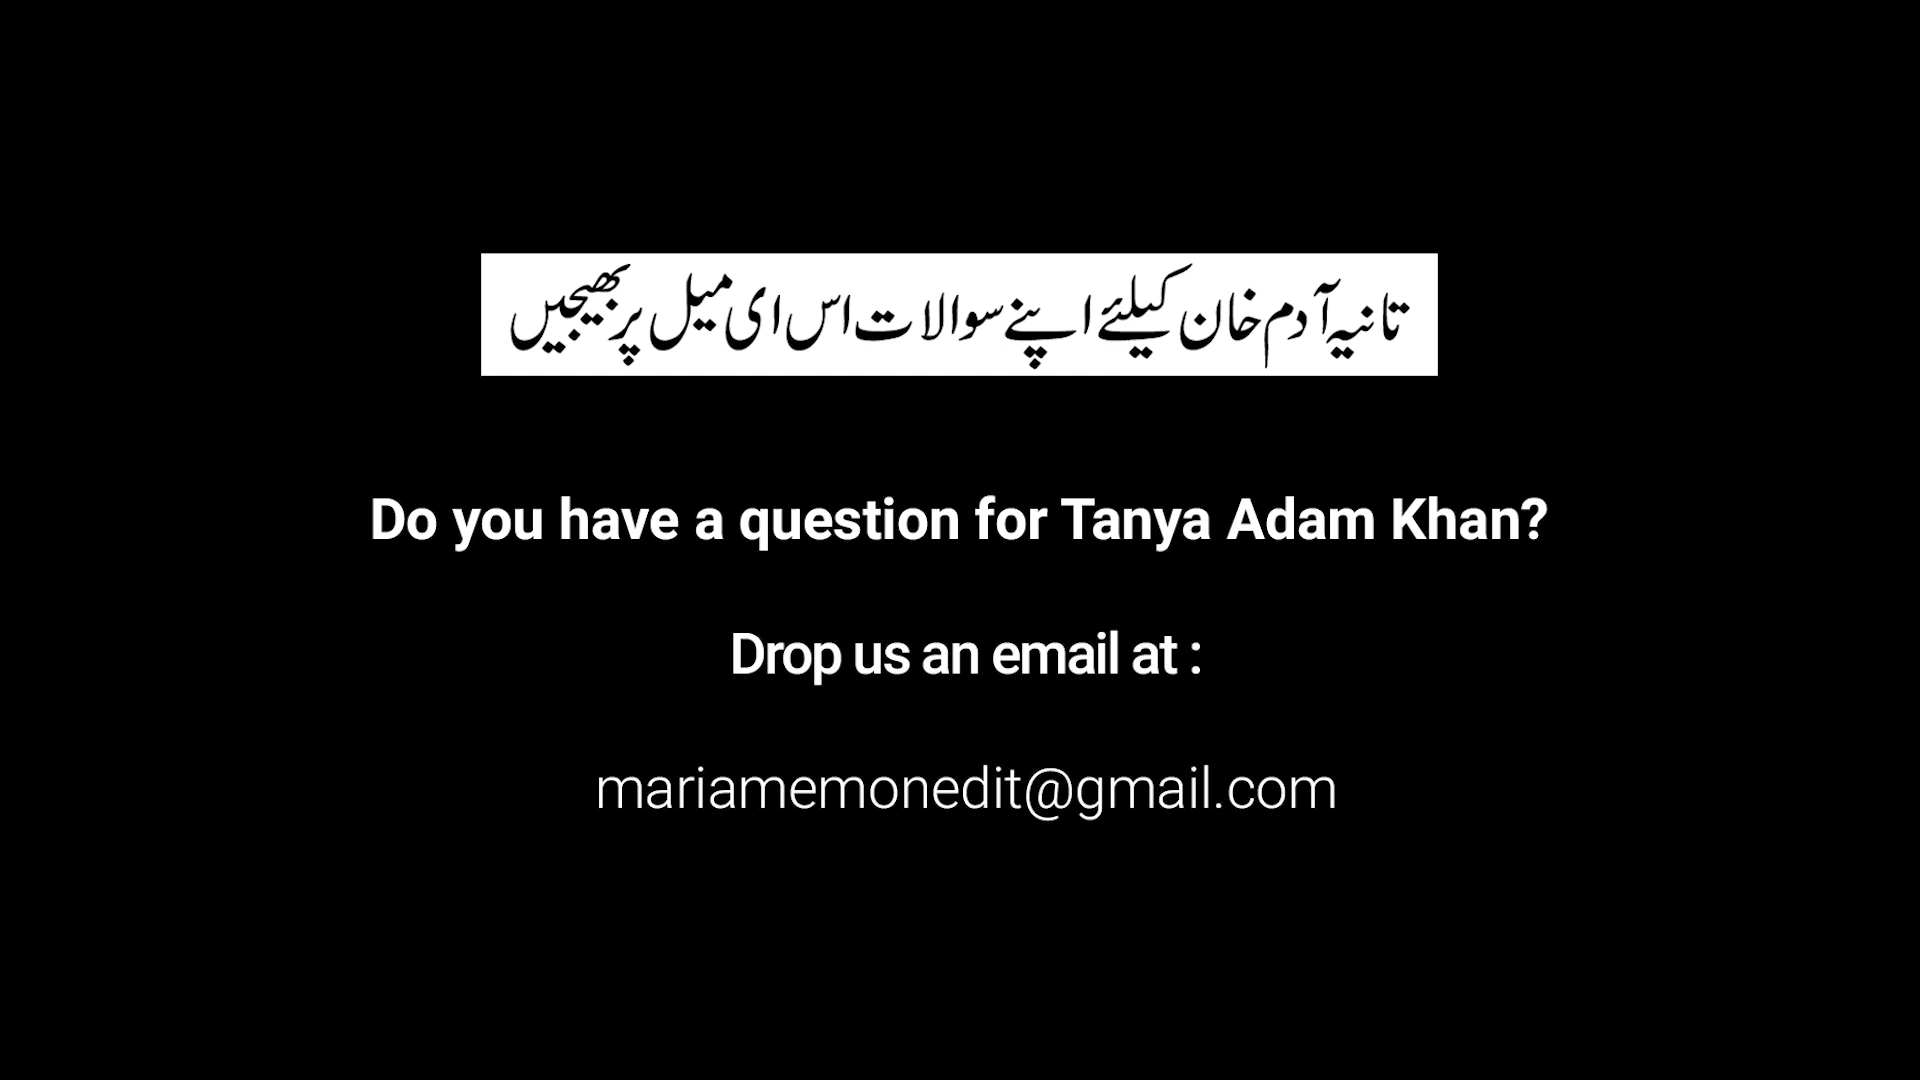 تانیہ آدم خان کیلئے اپنے سوالات اس ای میل پر بھیجیں
Do you have a question for Tanya Adam Khan?
Drop us an email at :
mariamemonedit@gmail.com